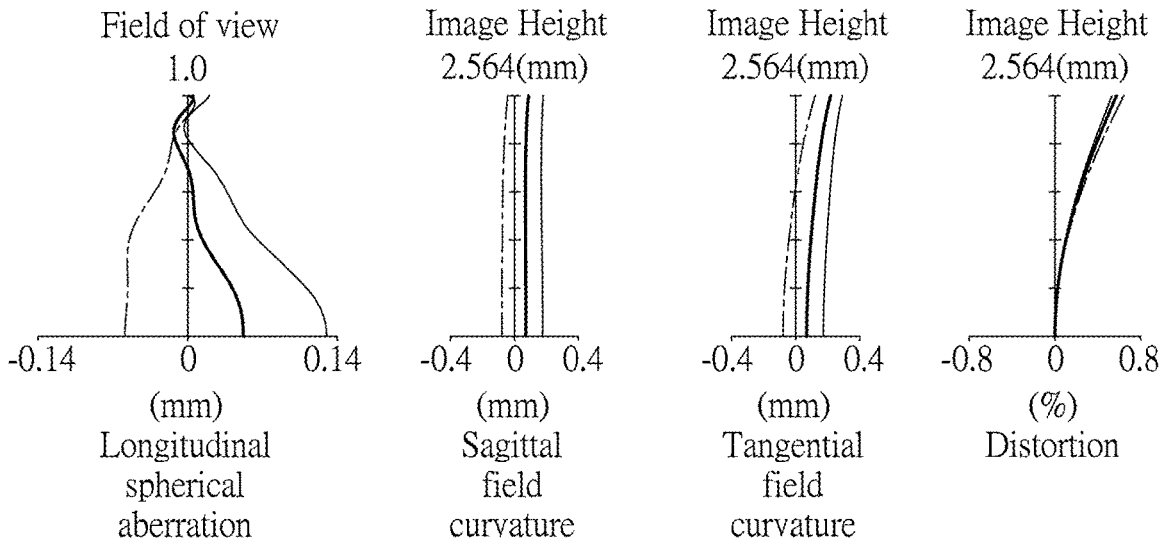 Field of view
1.0
-0.14 0 0.14
(mm)
Longitudinal
spherical
aberration
Image Height
2.564(mm)
-0.4 0 0.4
(mm)
Sagittal
field
curvature
Image Height
2.564(mm)
-0.4 0 0.4
(mm)
Tangential
field
curvature
Image Height
2.564(mm)
-0.8 0 0.8
(%)
Distortion